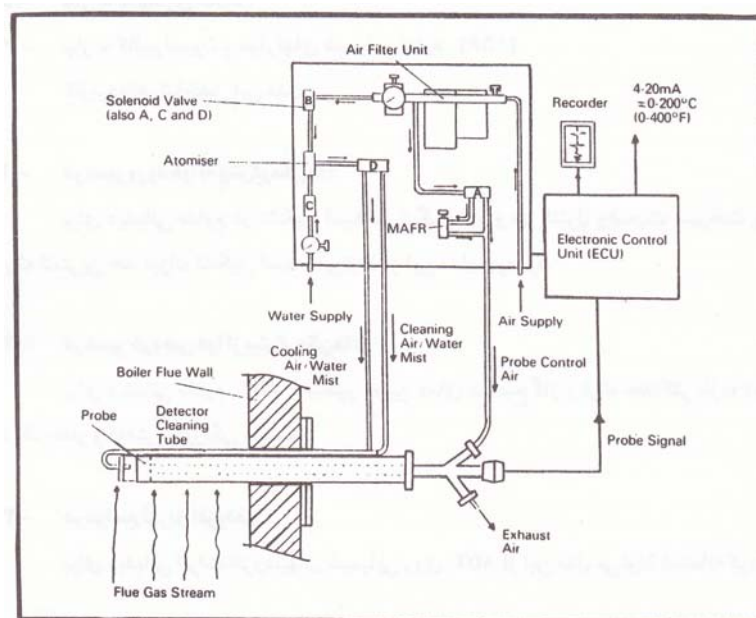 Air Filter Unit
Solenoid Valve
(also A, C and D)
B
Atomiser
D
C
A
MAFR
Recorder
4-20mA
≡0-200°C
(0-400°F)
Electronic Control
Unit (ECU)
Water Supply
Air Supply
Cooling
Air/Water
Mist
Cleaning
Air/Water
Mist
Probe Control
Air
Boiler Flue Wall
Probe
Detector
Cleaning
Tube
Probe Signal
Exhaust
Air
Flue Gas Stream